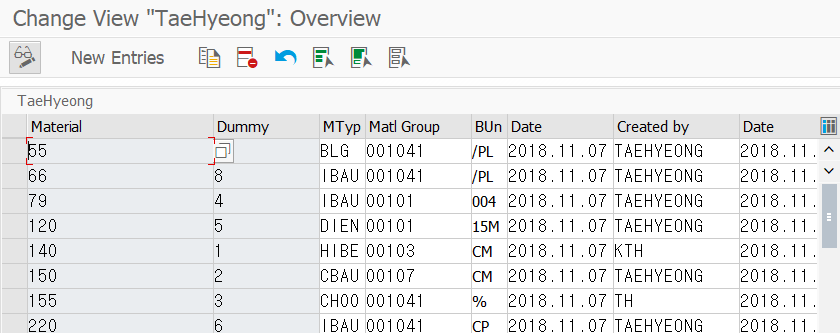 Change View "TaeHyeong": Overview
New Entries
TaeHyeong
Material Dummy MTyp Matl Group BUn Date Created by Date
55 BLG 001041 /PL 2018.11.07 TAEHYEONG 2018.11.
66 8 IBAU 001041 /PL 2018.11.07 TAEHYEONG 2018.11.
79 4 IBAU 00101 004 2018.11.07 TAEHYEONG 2018.11.
120 5 DIEN 00101 15M 2018.11.07 TAEHYEONG 2018.11.
140 1 HIBE 00103 CM 2018.11.07 KTH 2018.11.
150 2 CBAU 00107 CM 2018.11.07 TAEHYEONG 2018.11.
155 3 CH00 001041 % 2018.11.07 TH 2018.11.
220 6 IBAU 001041 CP 2018.11.07 TAEHYEONG 2018.11.